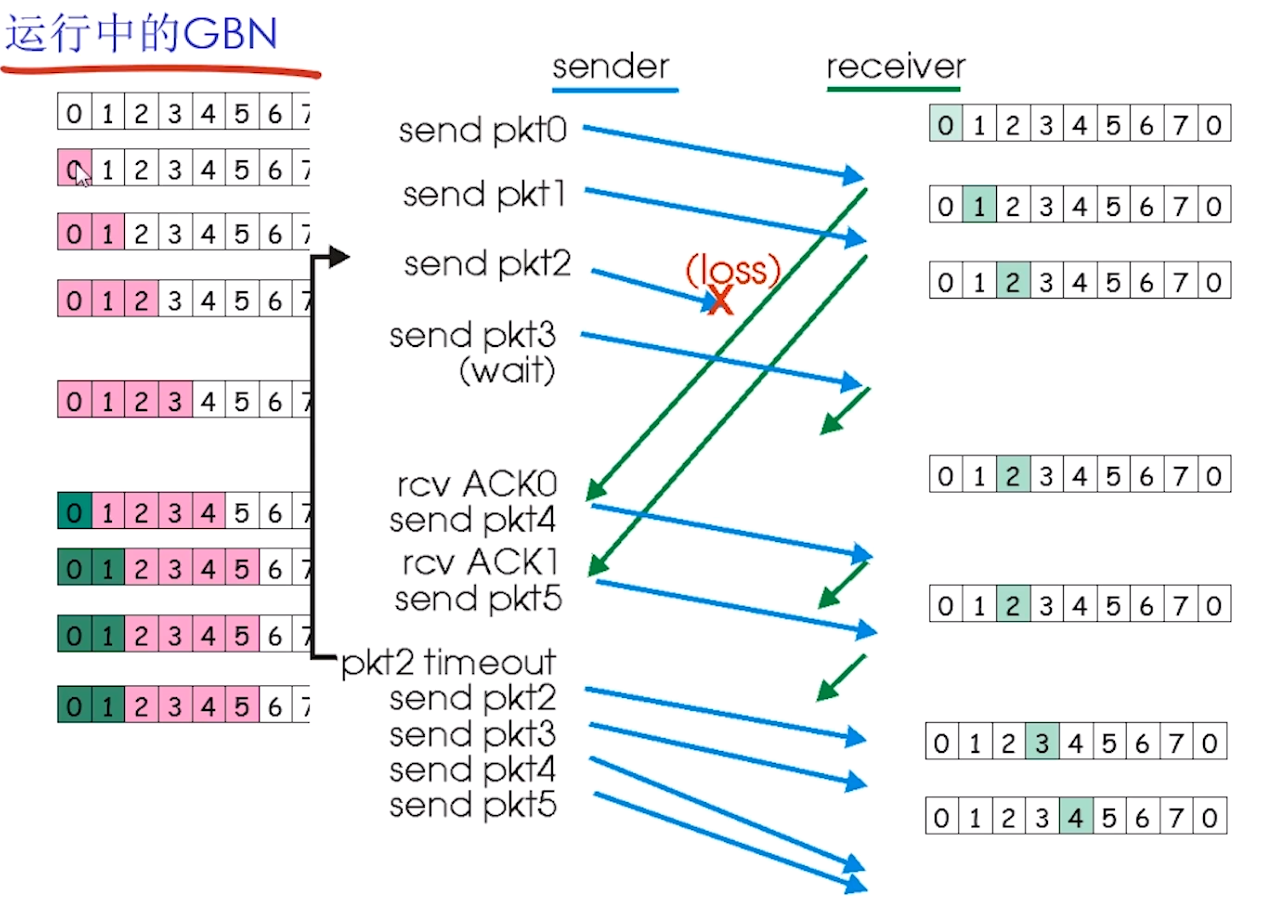 运行中的GBN
sender
receiver
0 1 2 3 4 5 6 7
0 1 2 3 4 5 6 7
0 1 2 3 4 5 6 7
0 1 2 3 4 5 6 7
0 1 2 3 4 5 6 7
0 1 2 3 4 5 6 7
0 1 2 3 4 5 6 7
0 1 2 3 4 5 6 7
0 1 2 3 4 5 6 7
send pkt0
send pkt1
send pkt2
send pkt3
(wait)
rcv ACK0
send pkt4
rcv ACK1
send pkt5
pkt2 timeout
send pkt2
send pkt3
send pkt4
send pkt5
(loss)
X
0 1 2 3 4 5 6 7 0
0 1 2 3 4 5 6 7 0
0 1 2 3 4 5 6 7 0
0 1 2 3 4 5 6 7 0
0 1 2 3 4 5 6 7 0
0 1 2 3 4 5 6 7 0
0 1 2 3 4 5 6 7 0